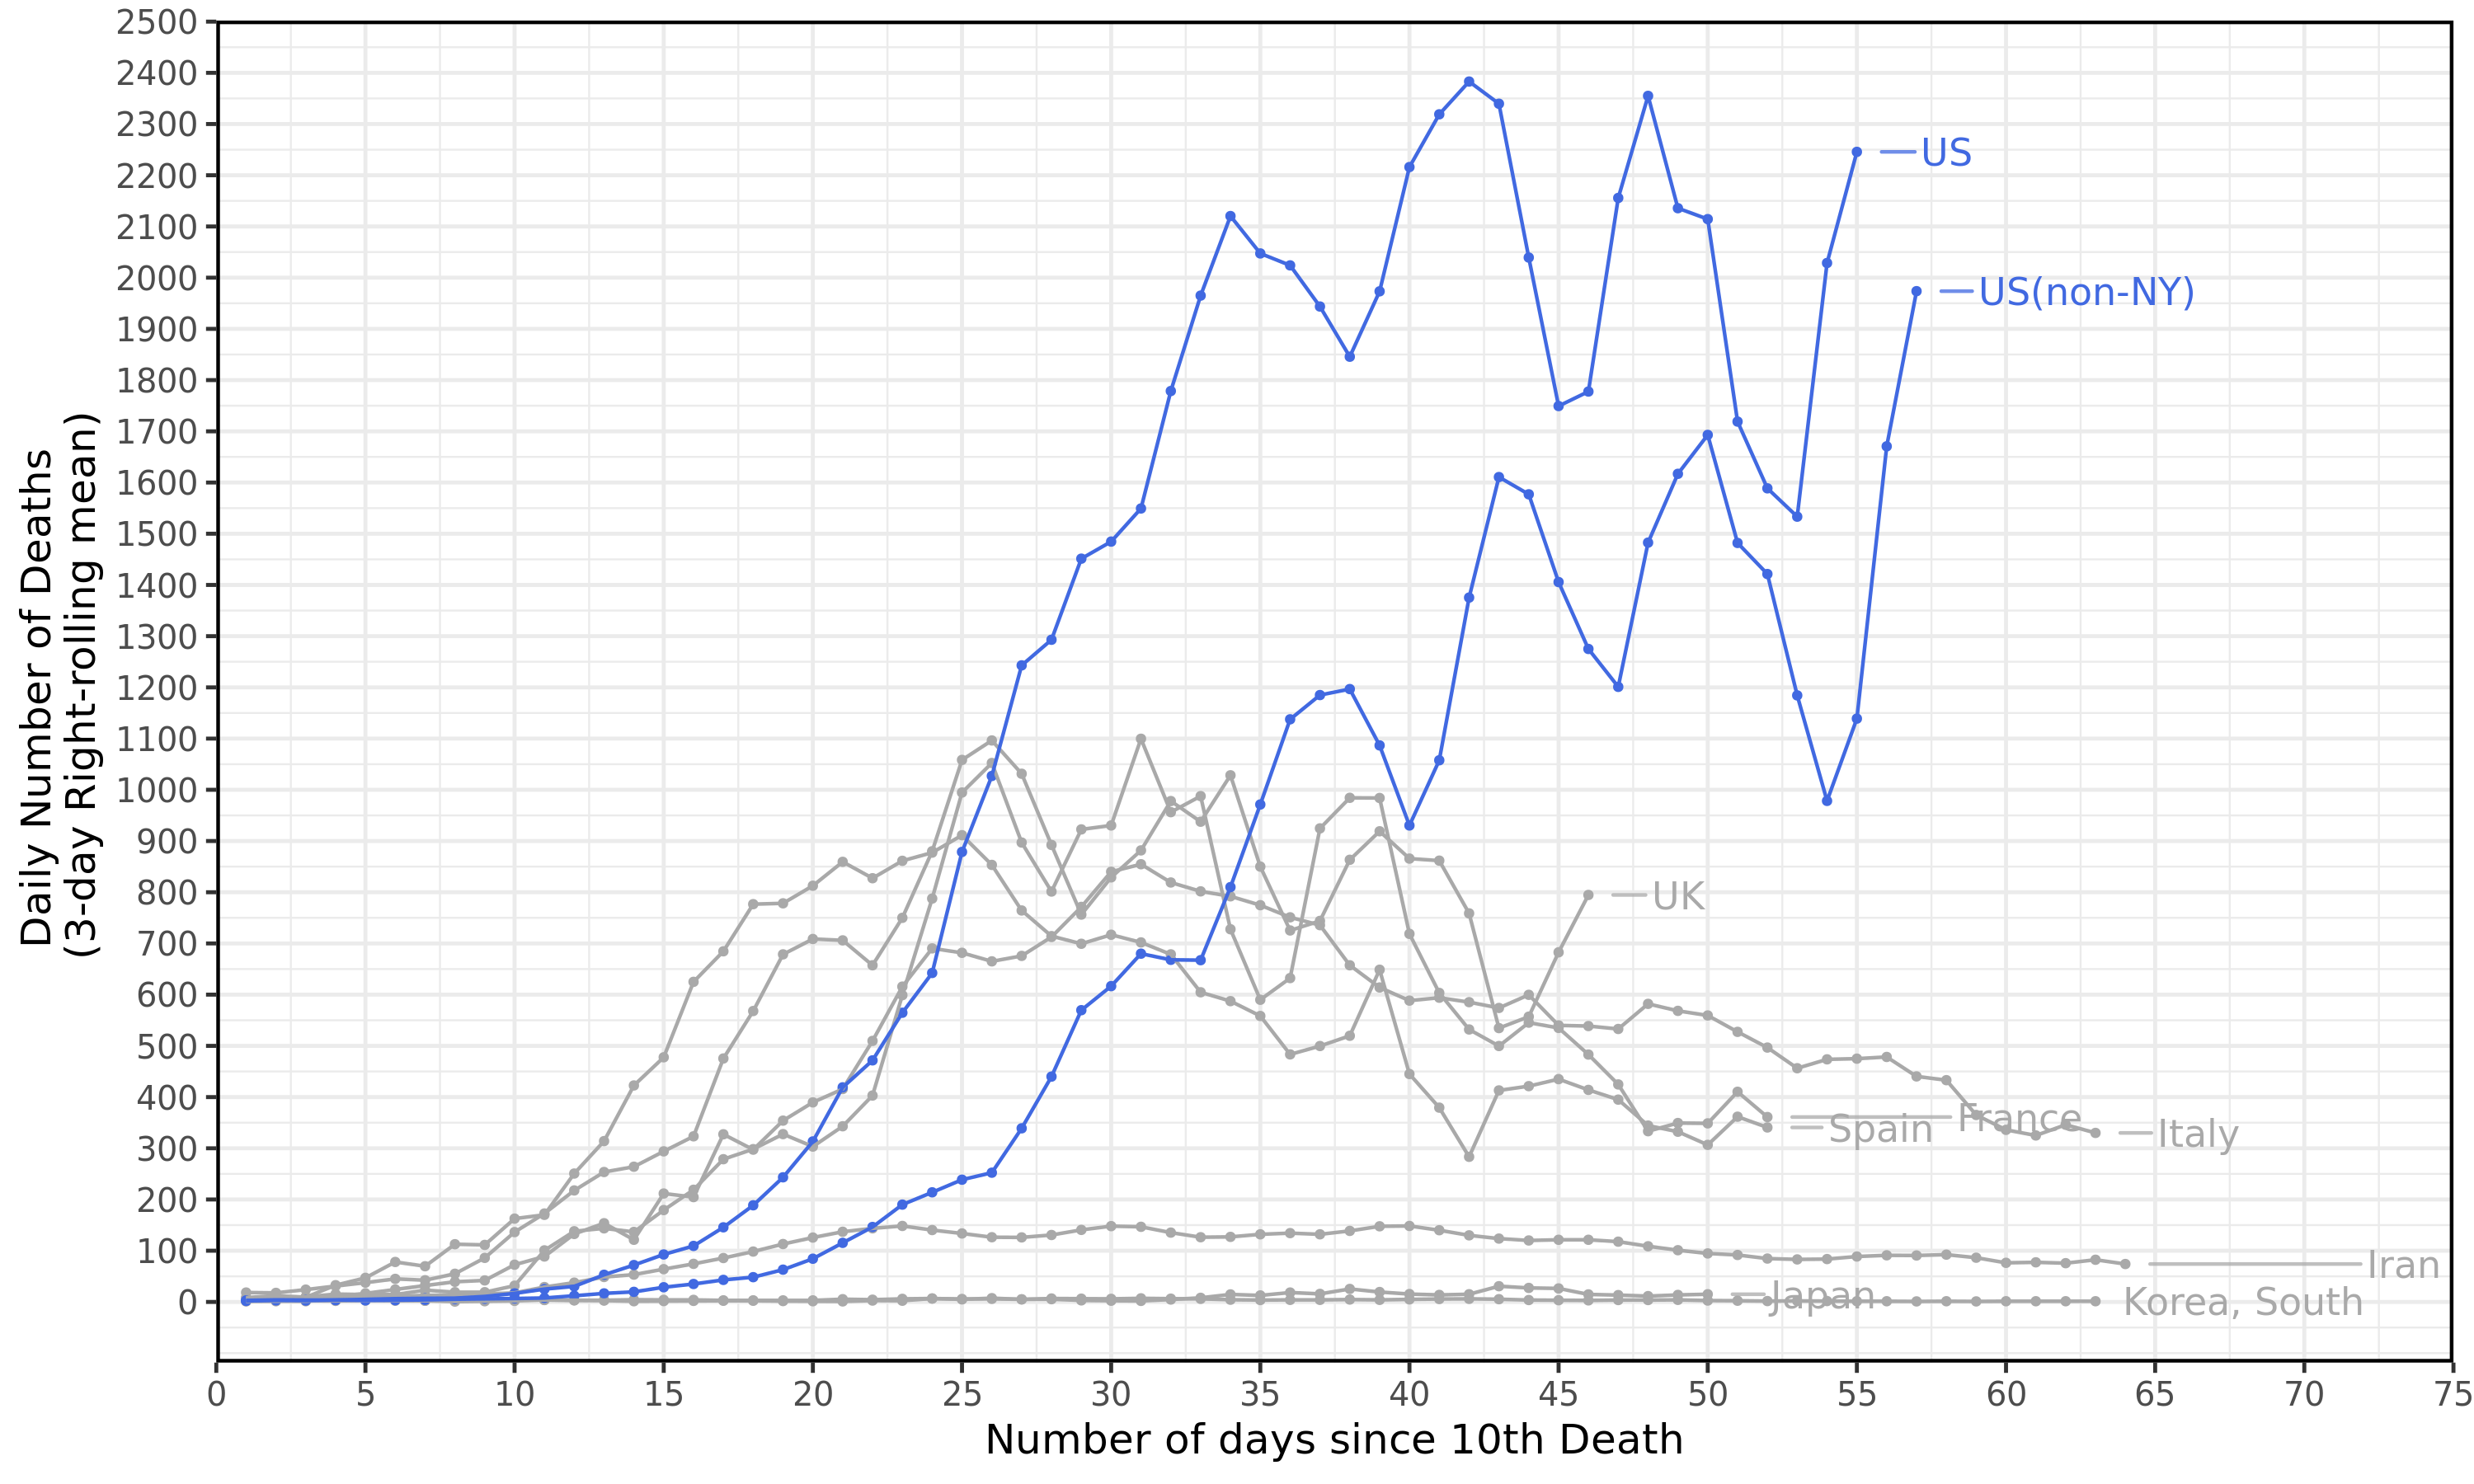 2500
2400
2300
2200
2100
2000
1900
1800
1700
1600
1500
1400
1300
1200
1100
1000
900
800
700
600
500
400
300
200
100
0
Daily Number of Deaths
(3-day Right-rolling mean)
US
US(non-NY)
UK
France
Spain
Italy
Iran
Japan
Korea, South
0 5 10 15 20 25 30 35 40 45 50 55 60 65 70 75
Number of days since 10th Death